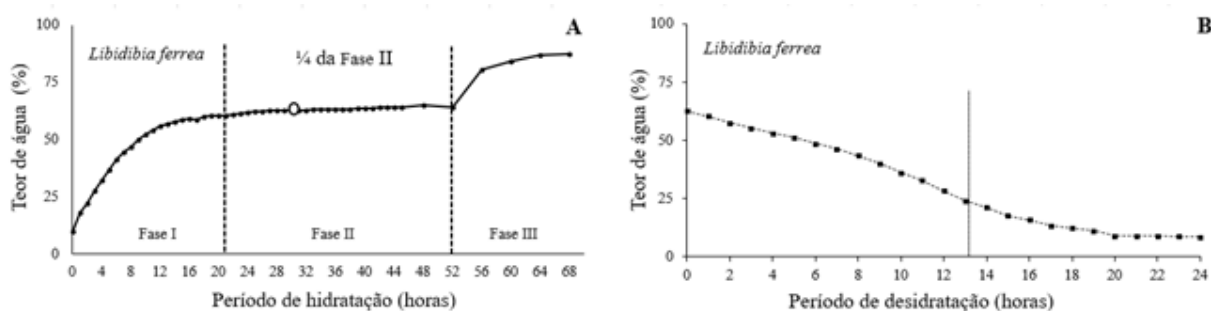 A
Libidibia ferrea
¼ da Fase II
Teor de água (%)
100
75
50
25
0
Fase I
Fase II
Fase III
0 4 8 12 16 20 24 28 32 36 40 44 48 52 56 60 64 68
Período de hidratação (horas)
B
Libidibia ferrea
Teor de água (%)
100
75
50
25
0
0 2 4 6 8 10 12 14 16 18 20 22 24
Período de desidratação (horas)